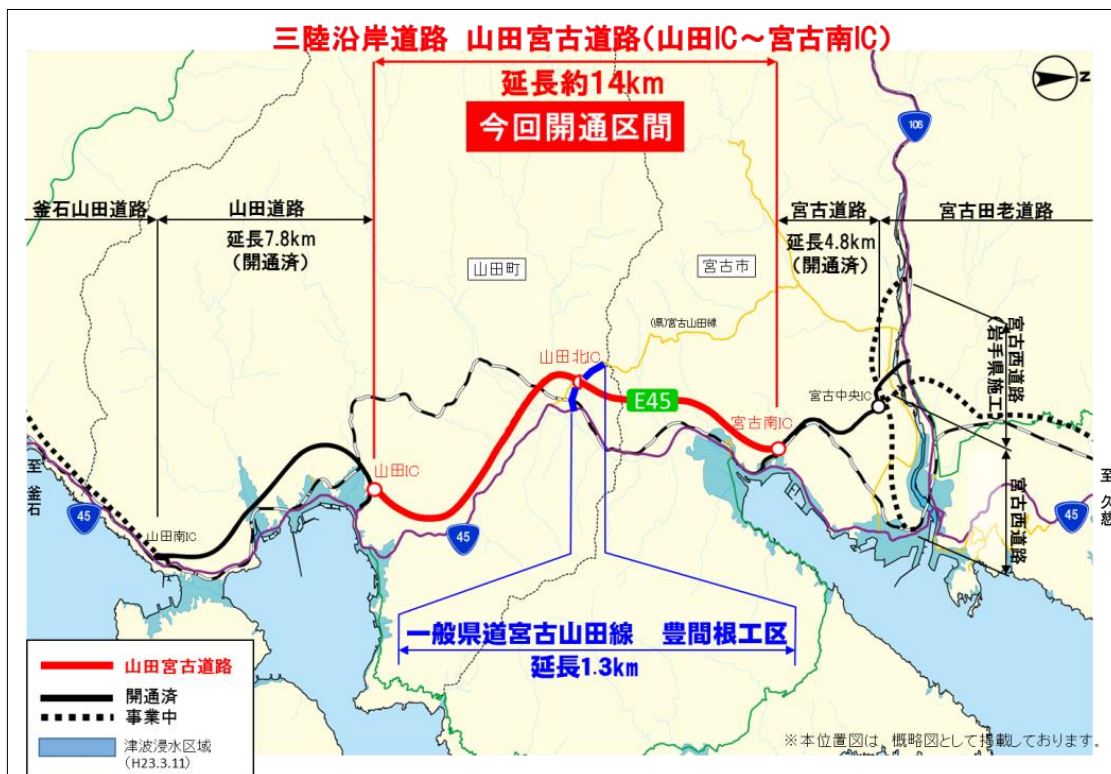 三陸沿岸道路 山田宮古道路(山田IC～宮古南IC)
延長約14km
今回開通区間
N
106
釜石山田道路
山田道路
延長7.8km
(開通済)
宮古道路
延長4.8km
(開通済)
宮古田老道路
山田町
宮古市
(県)宮古山田線
山田北IC
E45
宮古南IC
宮古中央IC
宮古西道路
(岩手県施工)
宮古西道路
至 久慈
45
至 釜石
45
山田南IC
山田IC
45
一般県道宮古山田線 豊間根工区
延長1.3km
山田宮古道路
開通済
事業中
津波浸水区域
(H23.3.11)
※本位置図は、概略図として掲載しております。